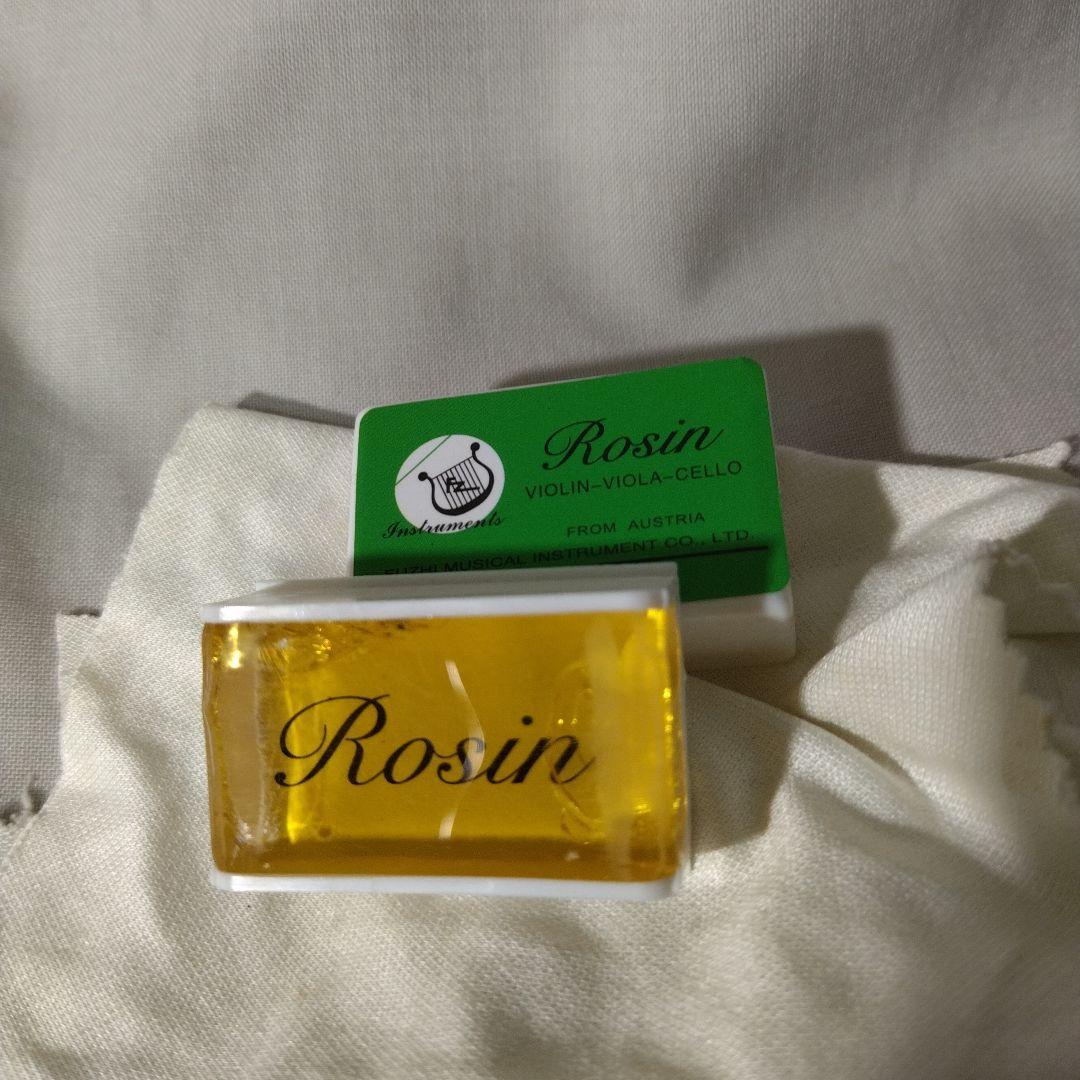 Rosin
VIOLIN-VIOLA-CELLO
FZ
Instruments
FROM AUSTRIA
FUZHI MUSICAL INSTRUMENT CO., LTD.
Rosin